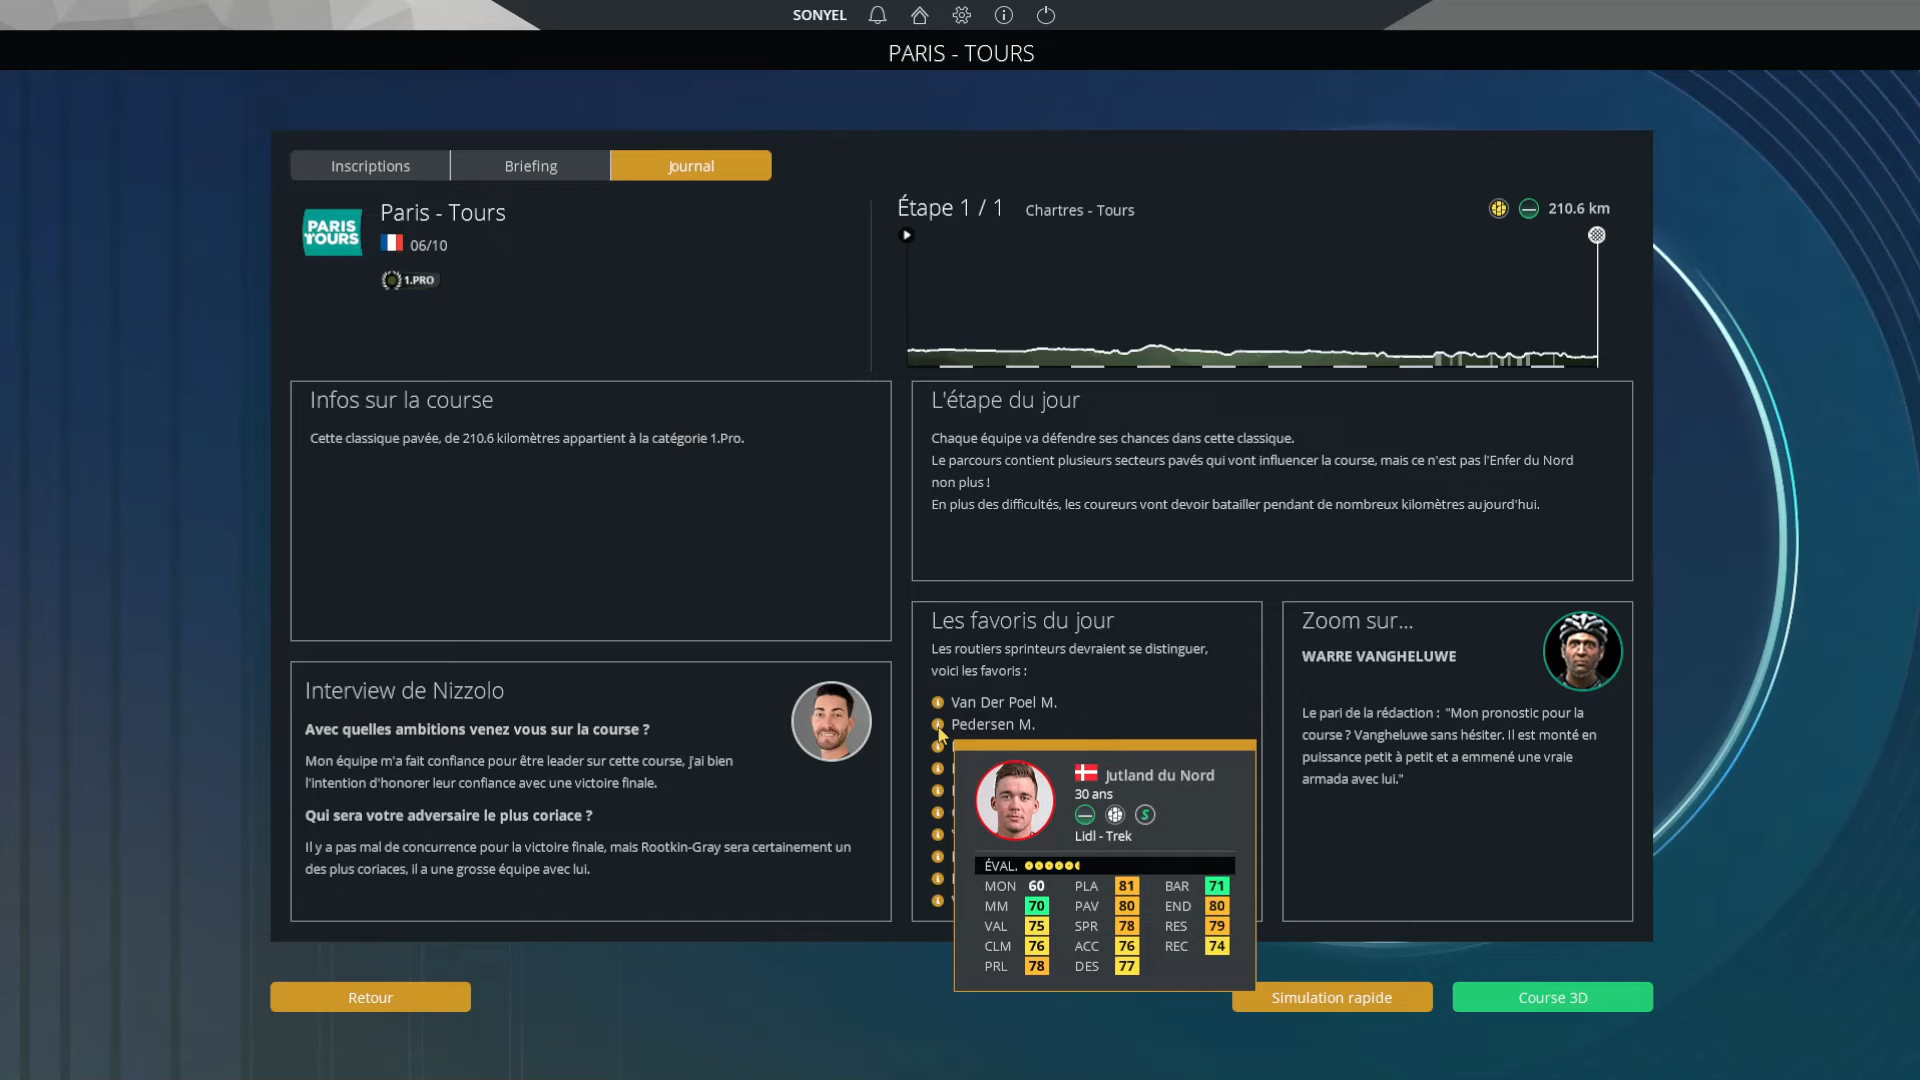 SONYEL
PARIS - TOURS
Inscriptions
Briefing
Journal
PARIS
TOURS
Paris - Tours
06/10
1.PRO
Étape 1 / 1
Chartres - Tours
210.6 km
Infos sur la course
Cette classique pavée, de 210.6 kilomètres appartient à la catégorie 1.Pro.
L'étape du jour
Chaque équipe va défendre ses chances dans cette classique.
Le parcours contient plusieurs secteurs pavés qui vont influencer la course, mais ce n'est pas l'Enfer du Nord
non plus !
En plus des difficultés, les coureurs vont devoir batailler pendant de nombreux kilomètres aujourd'hui.
Interview de Nizzolo
Avec quelles ambitions venez vous sur la course ?
Mon équipe m'a fait confiance pour être leader sur cette course, j'ai bien
l'intention d'honorer leur confiance avec une victoire finale.
Qui sera votre adversaire le plus coriace ?
Il y a pas mal de concurrence pour la victoire finale, mais Rootkin-Gray sera certainement un
des plus coriaces, il a une grosse équipe avec lui.
Les favoris du jour
Les routiers sprinteurs devraient se distinguer,
voici les favoris :
Van Der Poel M.
Pedersen M.
Jutland du Nord
30 ans
S
Lidl - Trek
ÉVAL.
MON 60 PLA 81 BAR 71
MM 70 PAV 80 END 80
VAL 75 SPR 78 RES 79
CLM 76 ACC 76 REC 74
PRL 78 DES 77
Zoom sur...
WARRE VANGHELUWE
Le pari de la rédaction : "Mon pronostic pour la
course ? Vangheluwe sans hésiter. Il est monté en
puissance petit à petit et a emmené une vraie
armada avec lui."
Retour
Simulation rapide
Course 3D